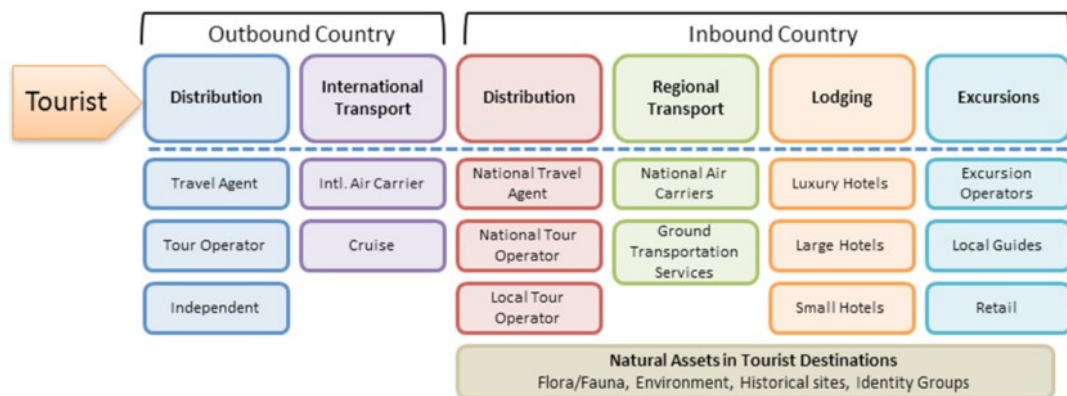 Outbound Country
Inbound Country
Tourist
Distribution
International
Transport
Distribution
Regional
Transport
Lodging
Excursions
Travel Agent
Intl. Air Carrier
National Travel
Agent
National Air
Carriers
Luxury Hotels
Excursion
Operators
Tour Operator
Cruise
National Tour
Operator
Ground
Transportation
Services
Large Hotels
Local Guides
Independent
Local Tour
Operator
Small Hotels
Retail
Natural Assets in Tourist Destinations
Flora/Fauna, Environment, Historical sites, Identity Groups